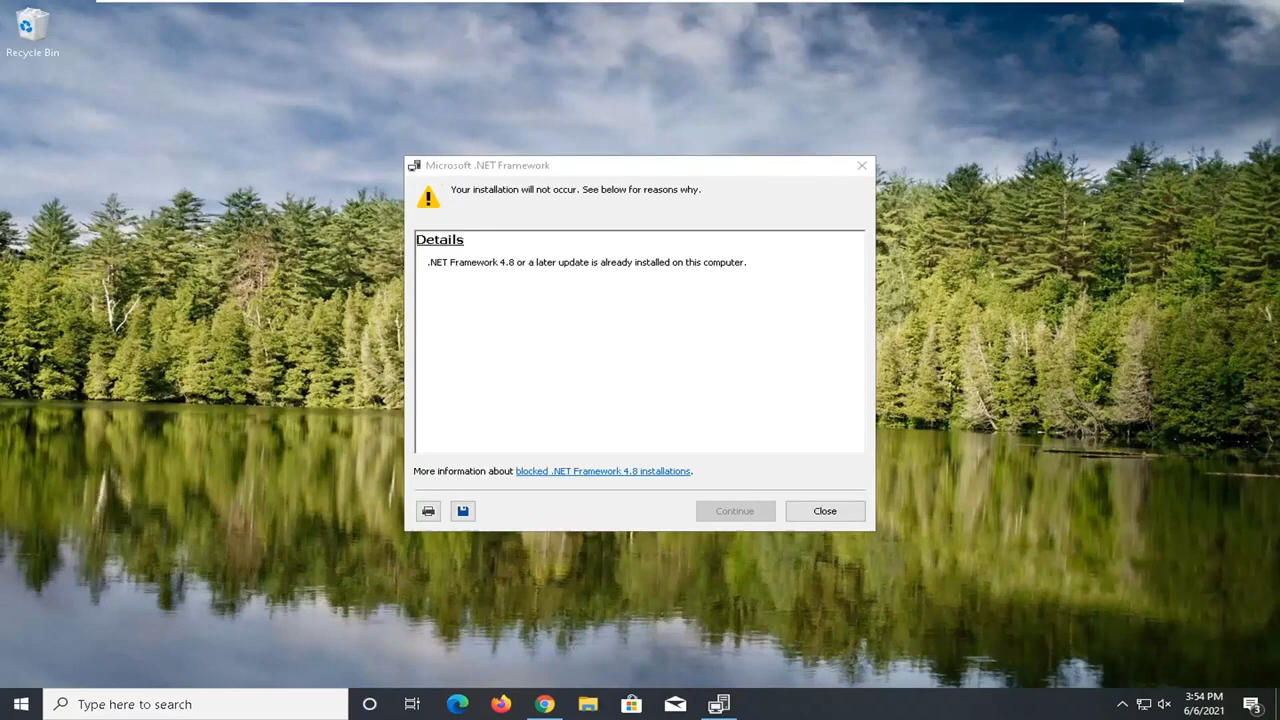 Recycle Bin
Microsoft .NET Framework
Your installation will not occur. See below for reasons why.
Details
.NET Framework 4.8 or a later update is already installed on this computer.
More information about blocked .NET Framework 4.8 installations.
Continue
Close
Type here to search
3:54 PM
6/6/2021
3